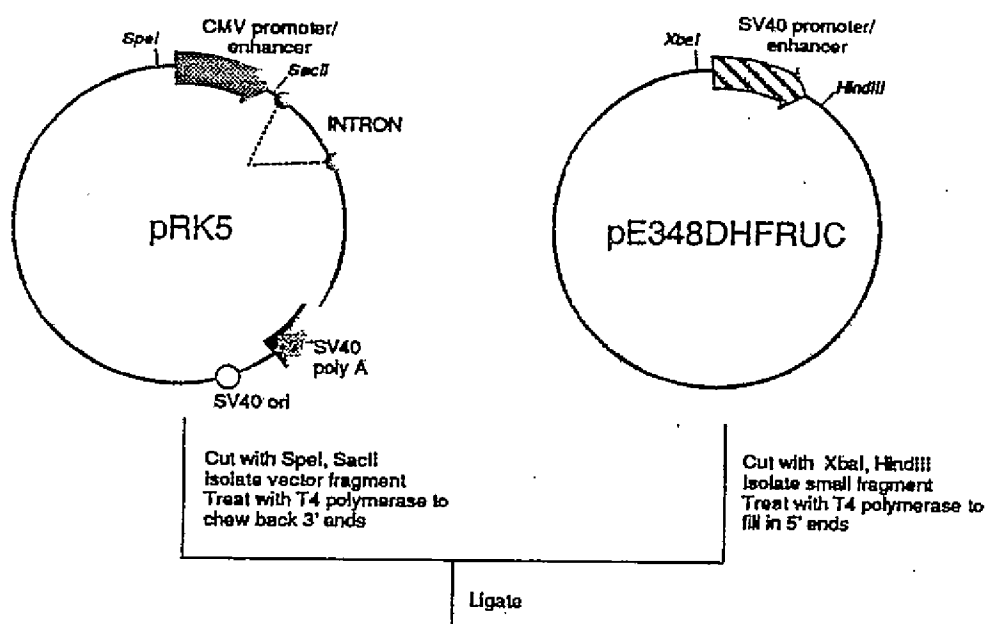 CMV promoter/
enhancer
SpeI
SacII
INTRON
pRK5
SV40
poly A
SV40 ori
SV40 promoter/
enhancer
XbeI
HindIII
pE348DHFRUC
Cut with SpeI, SacII
Isolate vector fragment
Treat with T4 polymerase to
chew back 3' ends
Cut with XbaI, HindIII
Isolate small fragment
Treat with T4 polymerase to
fill in 5' ends
Ligate